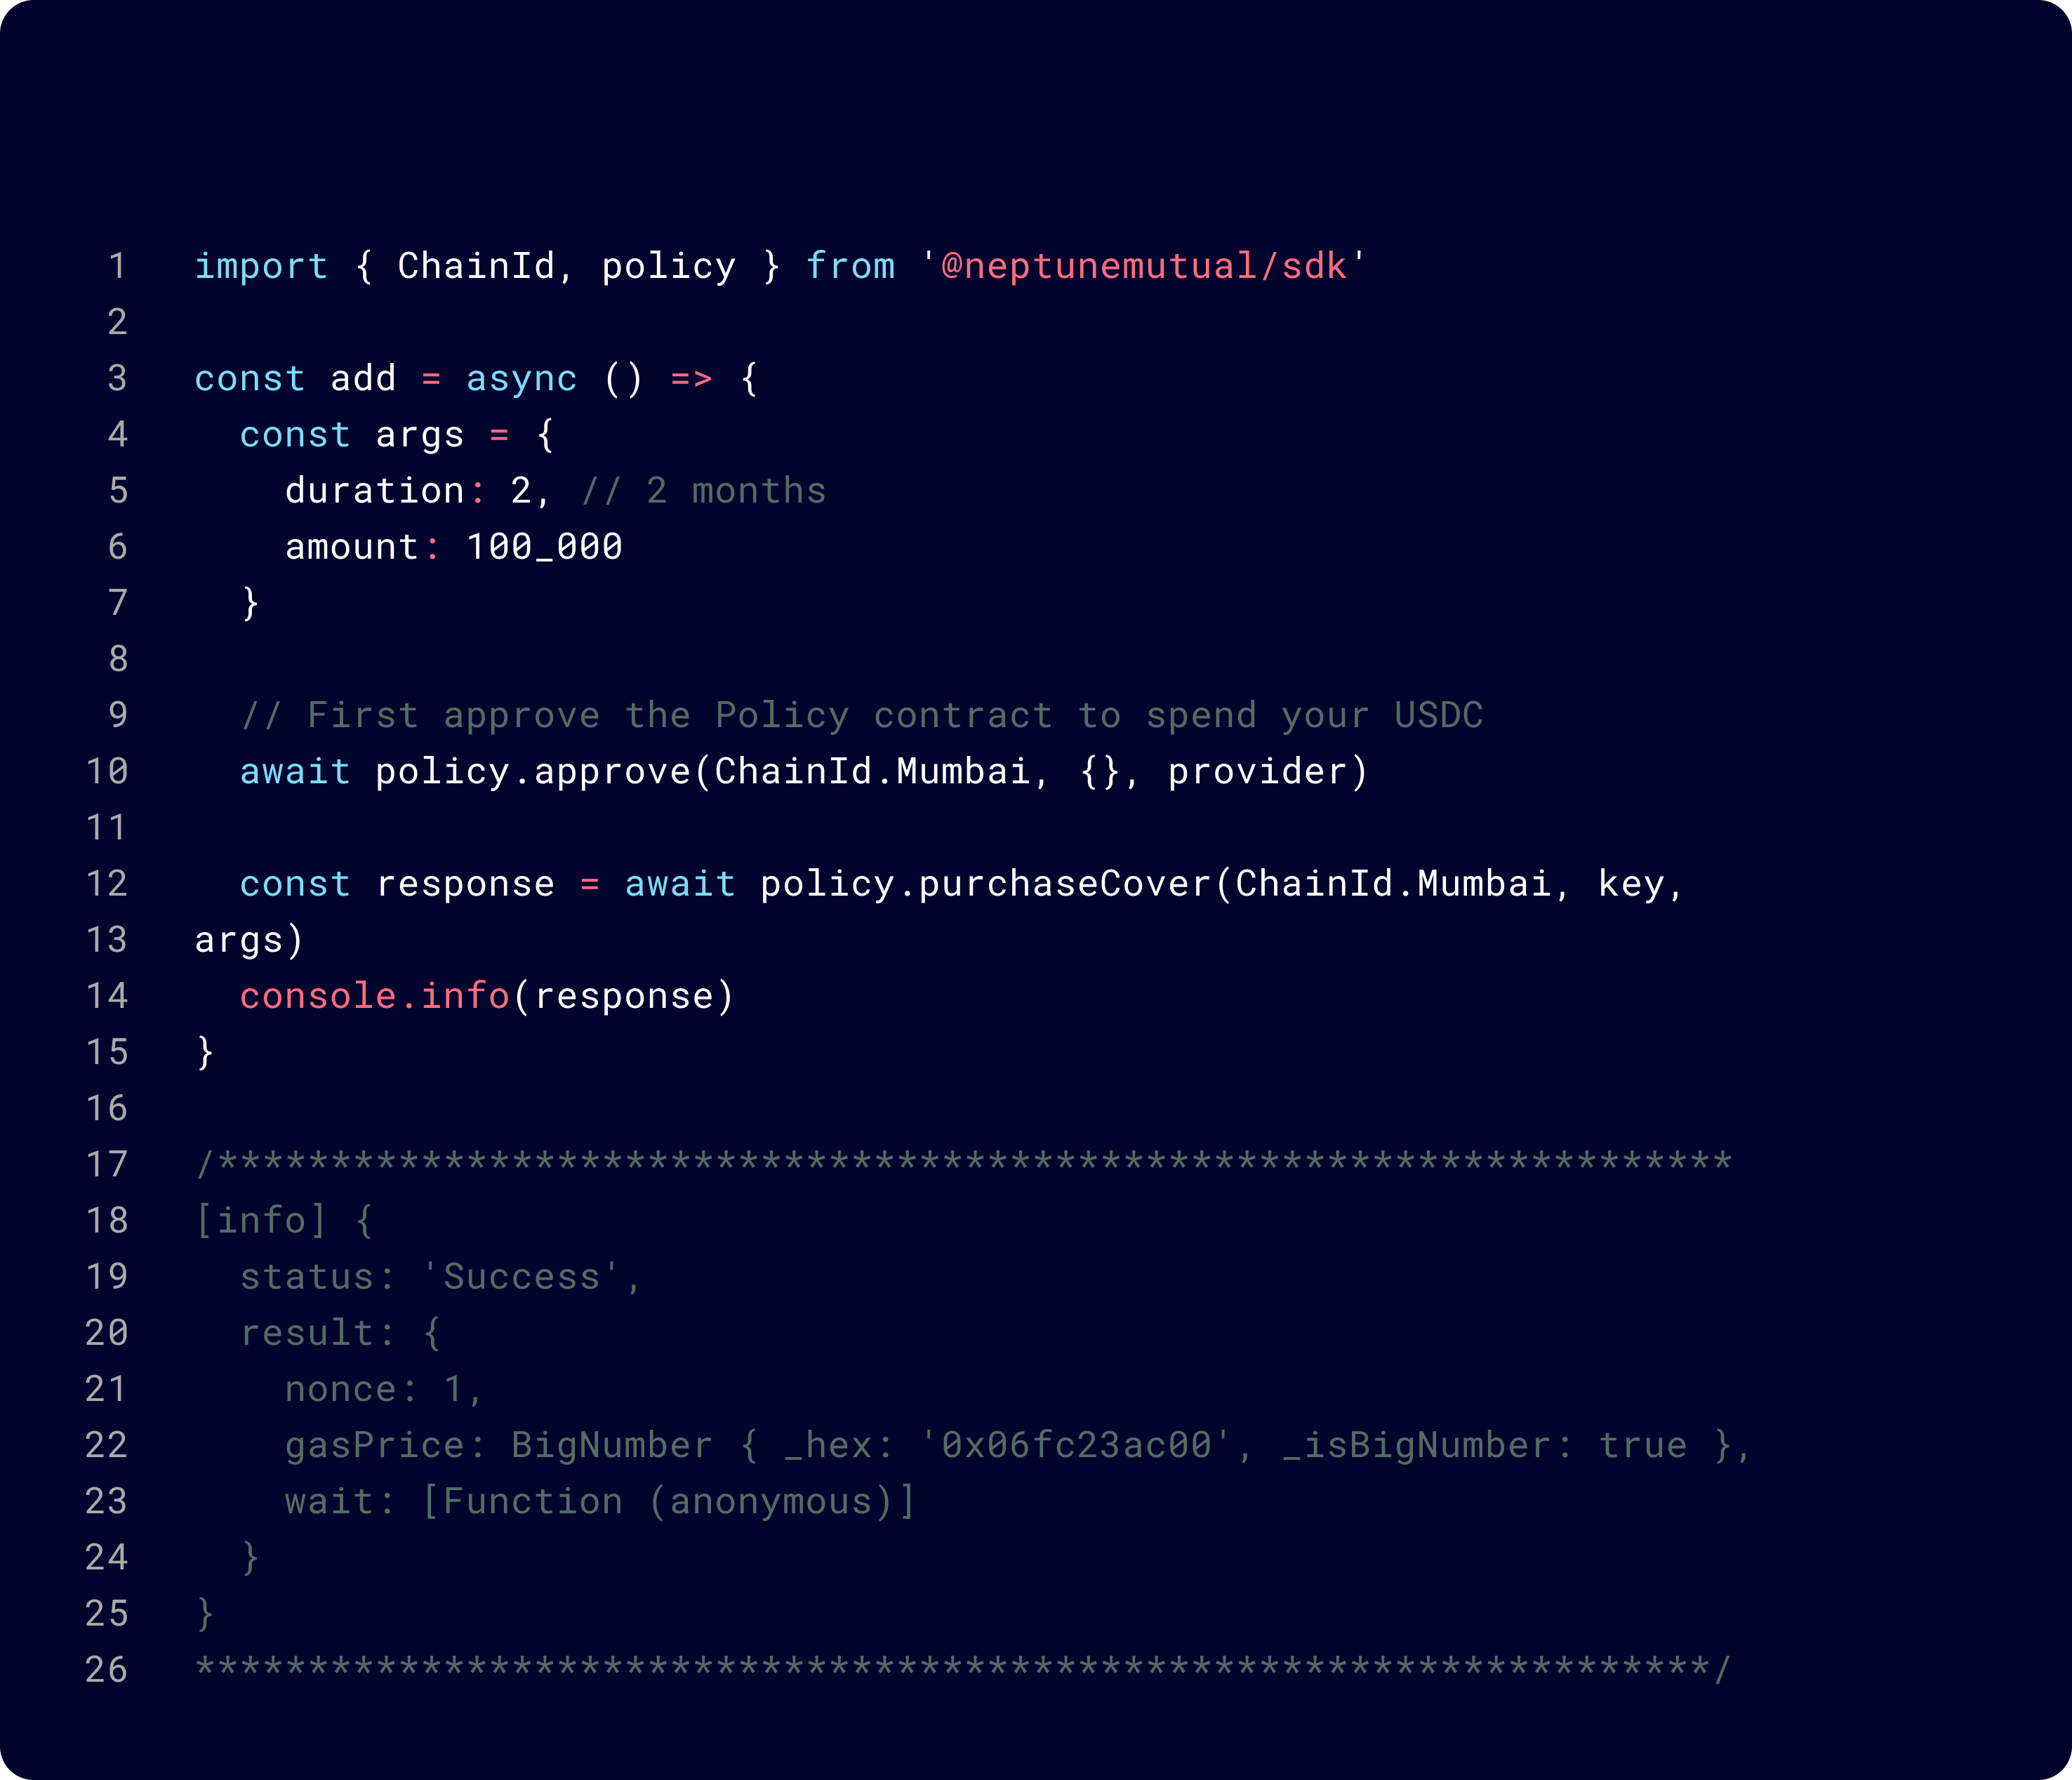 1 import { ChainId, policy } from '@neptunemutual/sdk'
2
3 const add = async () => {
4   const args = {
5     duration: 2, // 2 months
6     amount: 100_000
7   }
8
9   // First approve the Policy contract to spend your USDC
10   await policy.approve(ChainId.Mumbai, {}, provider)
11
12   const response = await policy.purchaseCover(ChainId.Mumbai, key,
13 args)
14   console.info(response)
15 }
16
17 /*******************************************************************
18 [info] {
19   status: 'Success',
20   result: {
21     nonce: 1,
22     gasPrice: BigNumber { _hex: '0x06fc23ac00', _isBigNumber: true },
23     wait: [Function (anonymous)]
24   }
25 }
26 *******************************************************************/